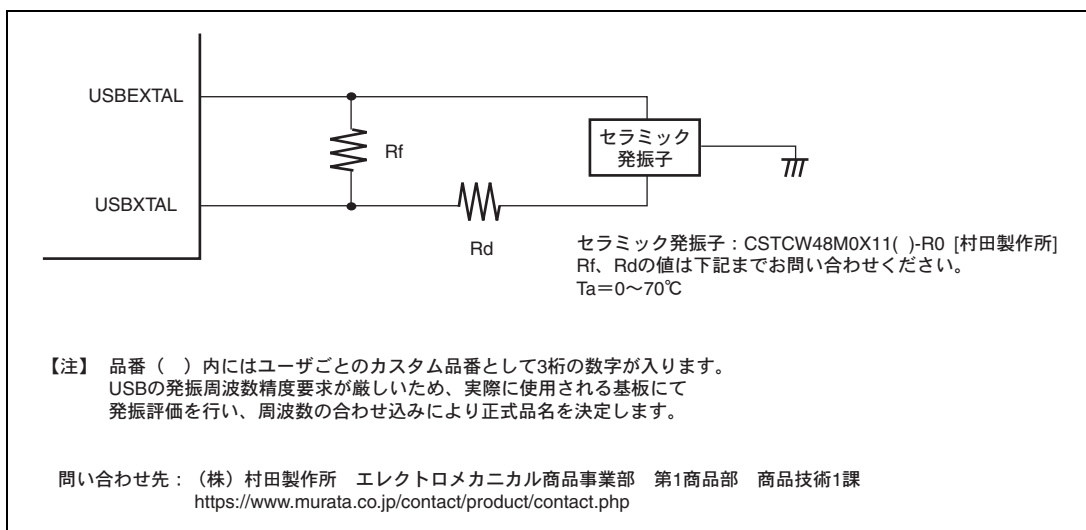 USBEXTAL
Rf
セラミック
発振子
USBXTAL
Rd
セラミック発振子：CSTCW48M0X11( )-R0 [村田製作所]
Rf、Rdの値は下記までお問い合わせください。
Ta＝0～70℃
【注】 品番（ ）内にはユーザごとのカスタム品番として3桁の数字が入ります。
USBの発振周波数精度要求が厳しいため、実際に使用される基板にて
発振評価を行い、周波数の合わせ込みにより正式品名を決定します。
問い合わせ先：（株）村田製作所 エレクトロメカニカル商品事業部 第1商品部 商品技術1課
https://www.murata.co.jp/contact/product/contact.php